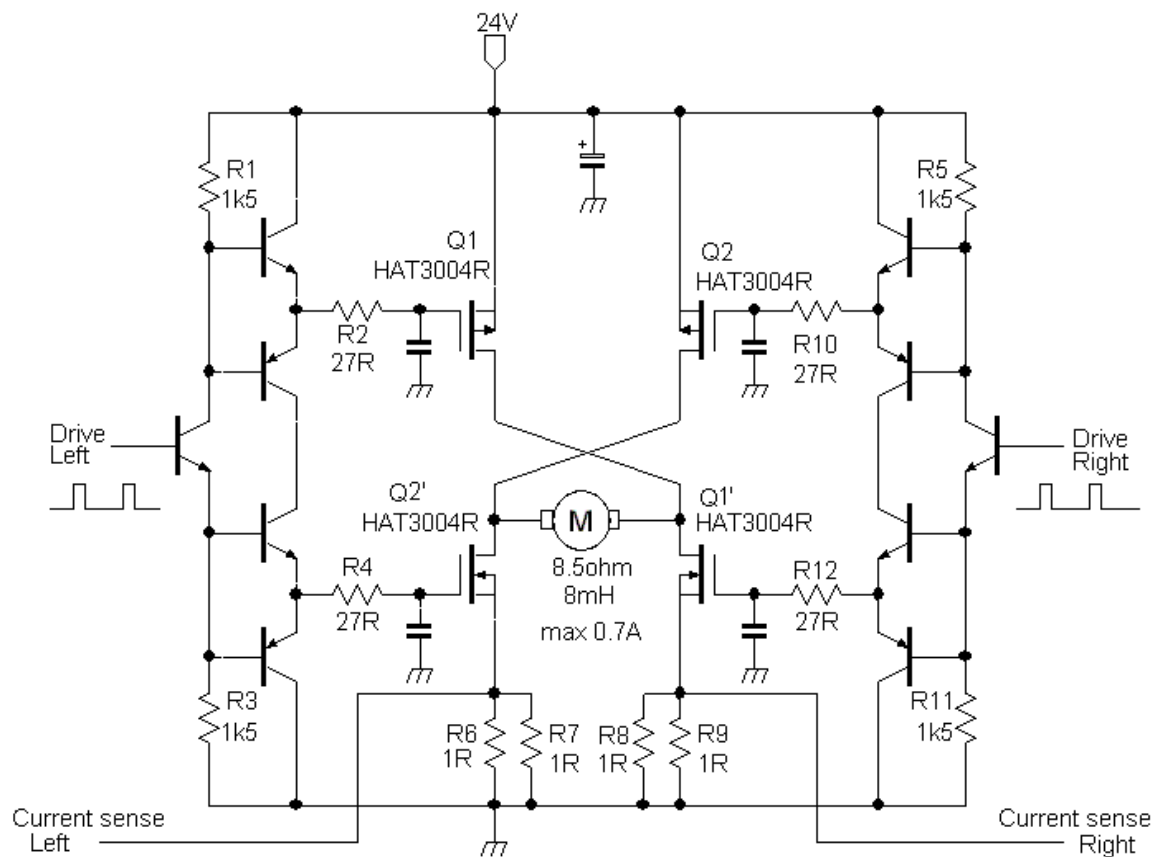 24V
+
R1
1k5
Q1
HAT3004R
Q2
HAT3004R
R5
1k5
R2
27R
R10
27R
Drive
Left
Drive
Right
Q2'
HAT3004R
M
Q1'
HAT3004R
8.5ohm
8mH
max 0.7A
R4
27R
R12
27R
R3
1k5
R6
1R
R7
1R
R8
1R
R9
1R
R11
1k5
Current sense
Left
Current sense
Right